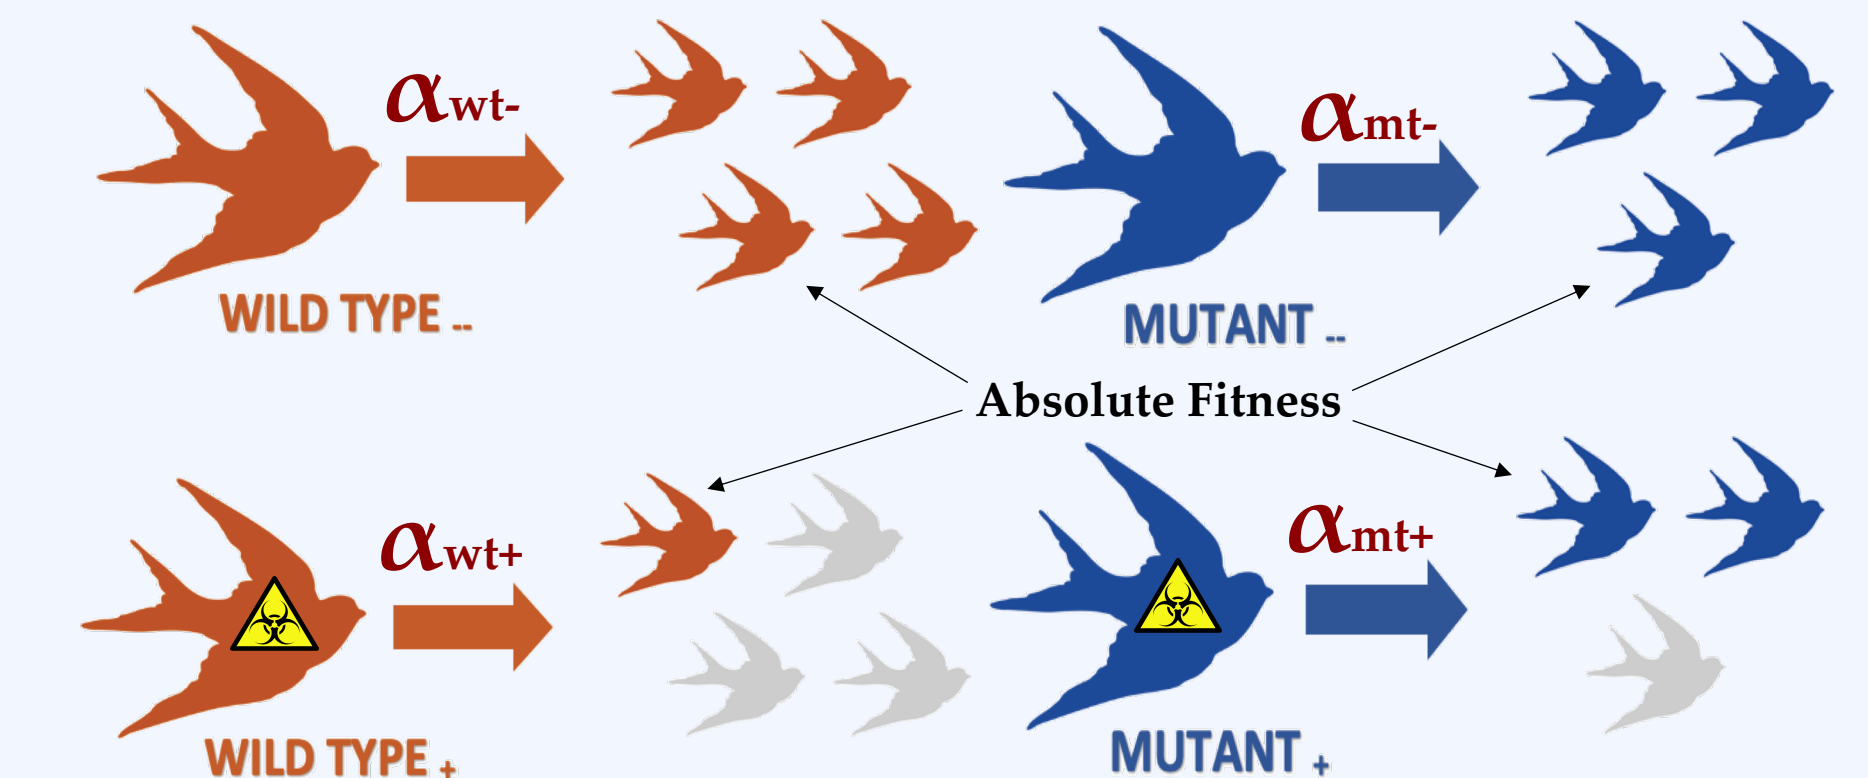 αwt-
αmt-
WILD TYPE --
MUTANT --
Absolute Fitness
αwt+
αmt+
WILD TYPE +
MUTANT +